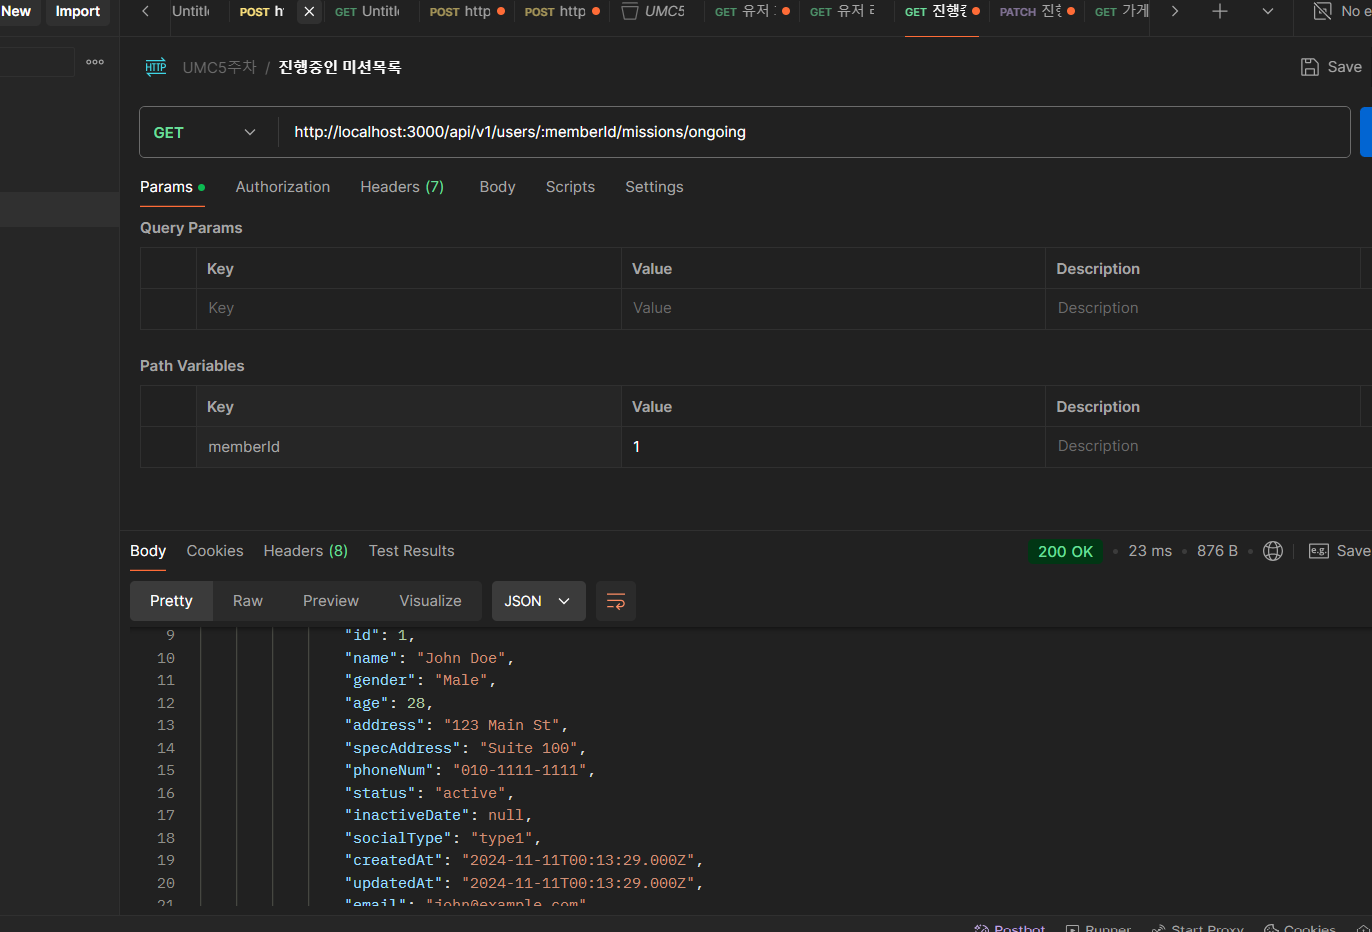 New Import Untitl POST h GET Untitl POST http POST http UMC5 GET 유저 GET 유저 GET 진행중 PATCH 진행 GET 가게 No e
HTTP UMC5주차 / 진행중인 미션목록 Save
GET http://localhost:3000/api/v1/users/:memberId/missions/ongoing
Params Authorization Headers (7) Body Scripts Settings
Query Params
Key Value Description
Key Value Description
Path Variables
Key Value Description
memberId 1 Description
Body Cookies Headers (8) Test Results 200 OK 23 ms 876 B e.g. Save
Pretty Raw Preview Visualize JSON
9 "id": 1,
10 "name": "John Doe",
11 "gender": "Male",
12 "age": 28,
13 "address": "123 Main St",
14 "specAddress": "Suite 100",
15 "phoneNum": "010-1111-1111",
16 "status": "active",
17 "inactiveDate": null,
18 "socialType": "type1",
19 "createdAt": "2024-11-11T00:13:29.000Z",
20 "updatedAt": "2024-11-11T00:13:29.000Z",
21 "email": "john@example.com"
Postbot Runner Start Proxy Cookies